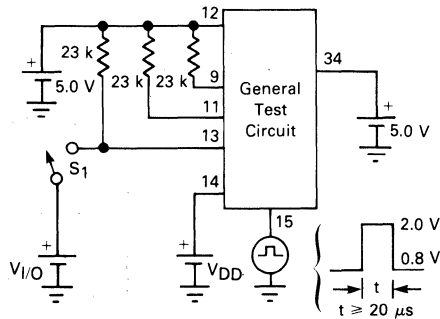 12
23 k
34
+
5.0 V
23 k
23 k
9
General
Test
Circuit
11
+
5.0 V
13
S1
14
15
+
VI/O
+
VDD
2.0 V
0.8 V
t
t ⩾ 20 μs